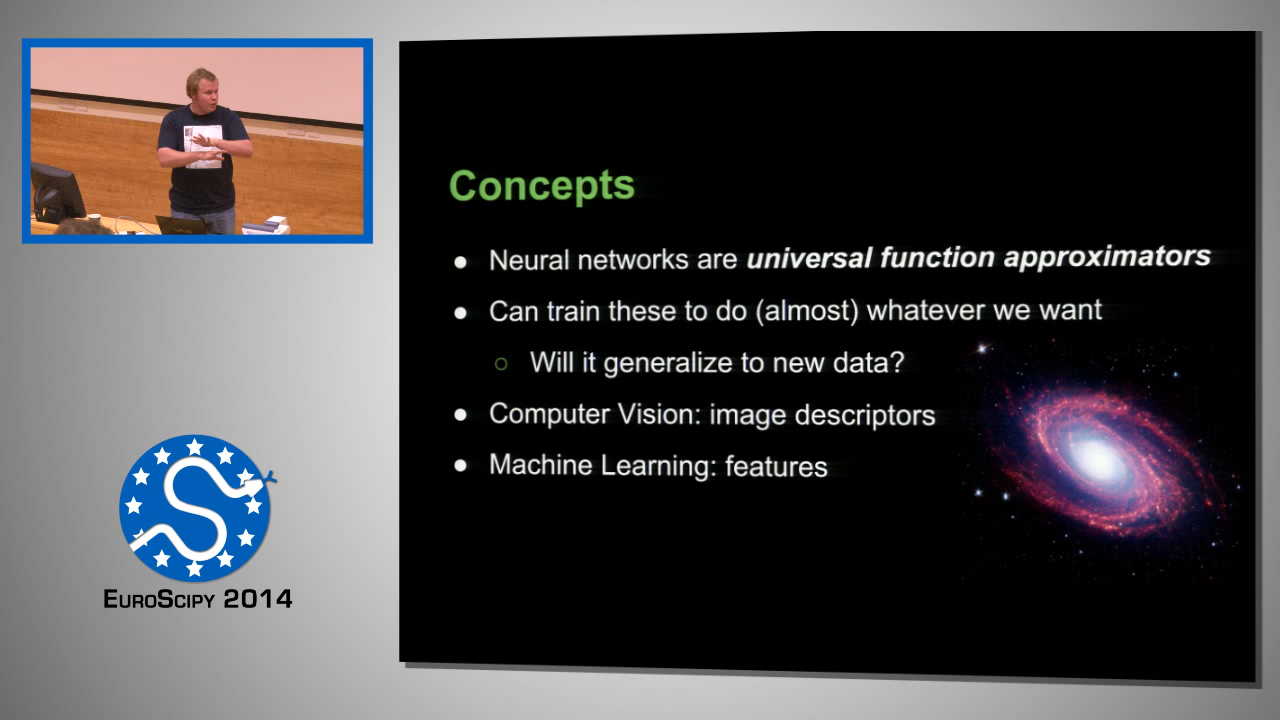 Concepts
● Neural networks are universal function approximators
● Can train these to do (almost) whatever we want
○ Will it generalize to new data?
● Computer Vision: image descriptors
● Machine Learning: features
EuroScipy 2014